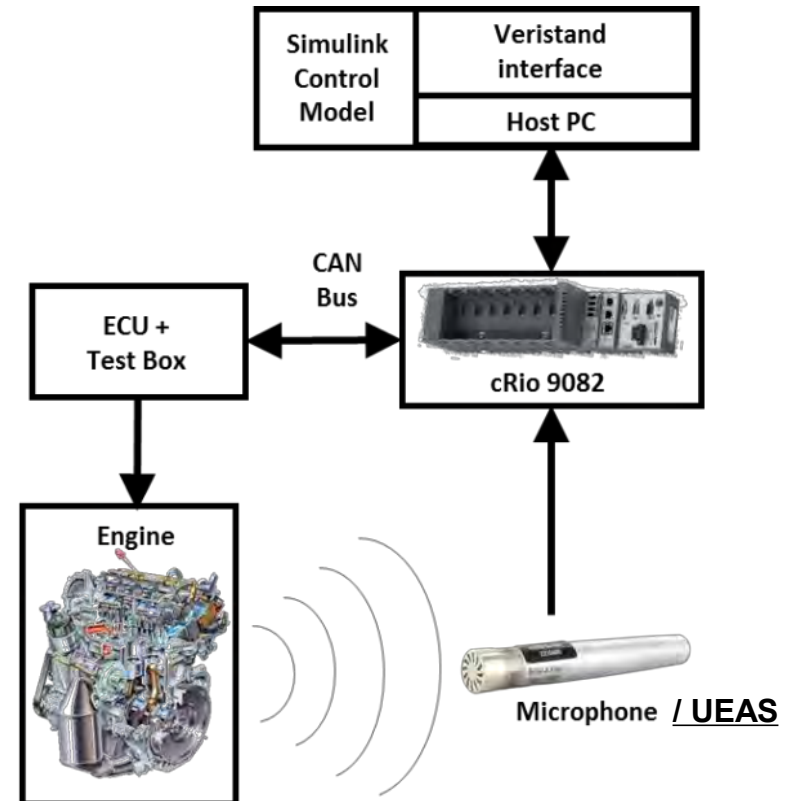 Simulink
Control
Model
Veristand
interface
Host PC
CAN
Bus
ECU +
Test Box
cRio 9082
Engine
Microphone / UEAS